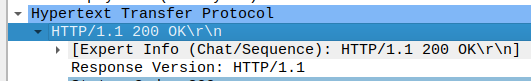 Hypertext Transfer Protocol
HTTP/1.1 200 OK\r\n
[Expert Info (Chat/Sequence): HTTP/1.1 200 OK\r\n]
Response Version: HTTP/1.1